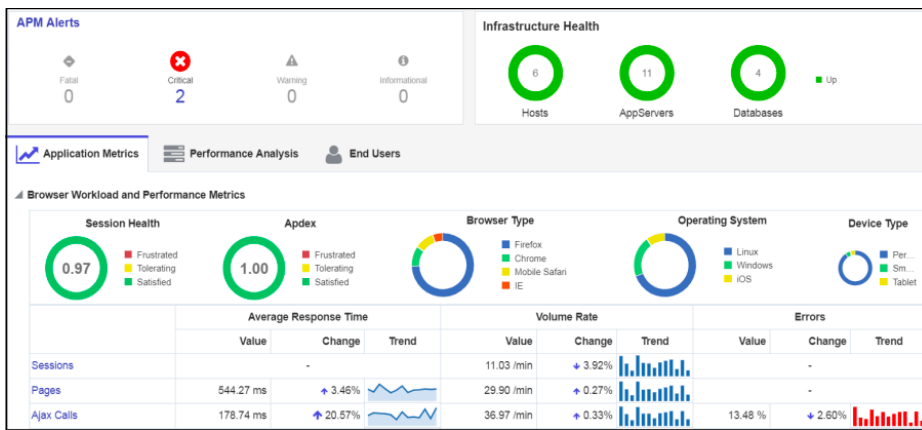 APM Alerts
Fatal
0
Critical
2
Warning
0
Informational
0
Infrastructure Health
6
Hosts
11
AppServers
4
Databases
Up
Application Metrics
Performance Analysis
End Users
Browser Workload and Performance Metrics
Session Health
0.97
Frustrated
Tolerating
Satisfied
Apdex
1.00
Frustrated
Tolerating
Satisfied
Browser Type
Firefox
Chrome
Mobile Safari
IE
Operating System
Linux
Windows
iOS
Device Type
Per...
Sm...
Tablet
Average Response Time Volume Rate Errors
Value Change Trend Value Change Trend Value Change Trend
Sessions - 11.03 /min 3.92% -
Pages 544.27 ms 3.46% 29.90 /min 0.27% -
Ajax Calls 178.74 ms 20.57% 36.97 /min 0.33% 13.48 % 2.60%